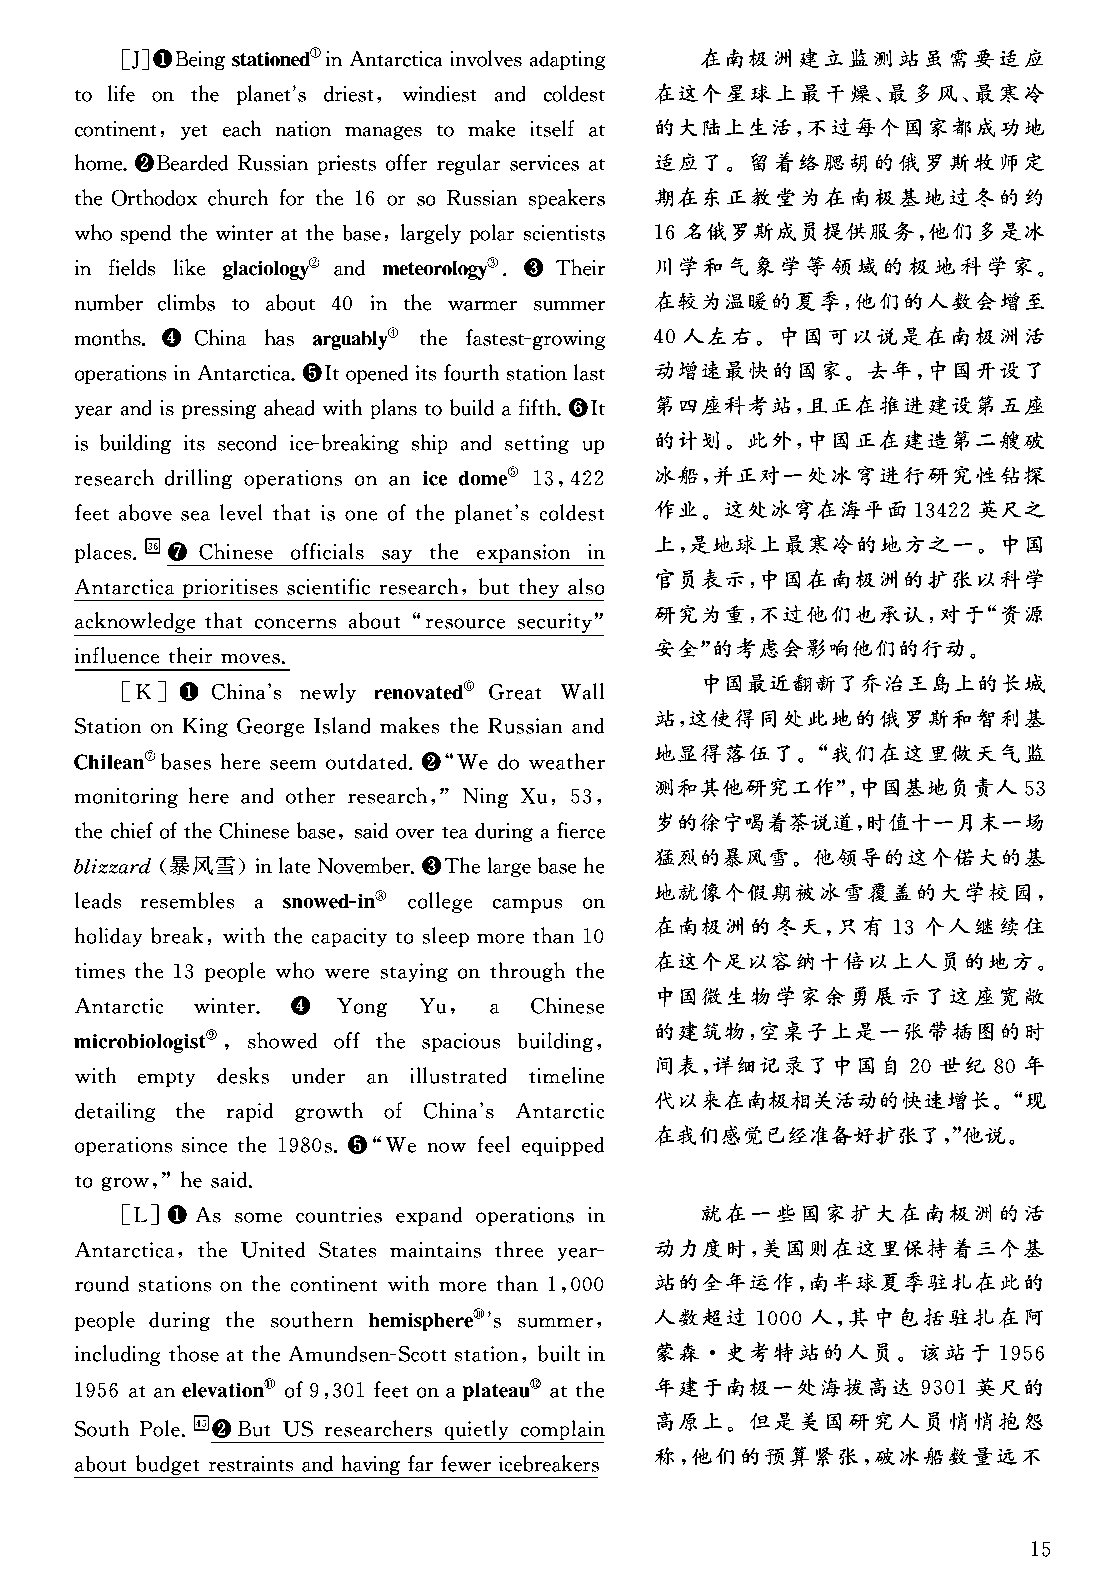 [J]❶Being stationed① in Antarctica involves adapting
to life on the planet's driest, windiest and coldest
continent, yet each nation manages to make itself at
home. ❷Bearded Russian priests offer regular services at
the Orthodox church for the 16 or so Russian speakers
who spend the winter at the base, largely polar scientists
in fields like glaciology② and meteorology③. ❸ Their
number climbs to about 40 in the warmer summer
months. ❹ China has arguably④ the fastest-growing
operations in Antarctica. ❺It opened its fourth station last
year and is pressing ahead with plans to build a fifth. ❻It
is building its second ice-breaking ship and setting up
research drilling operations on an ice dome⑤ 13,422
feet above sea level that is one of the planet's coldest
places. 36 ❼ Chinese officials say the expansion in
Antarctica prioritises scientific research, but they also
acknowledge that concerns about “resource security”
influence their moves.
[K] ❶ China's newly renovated⑥ Great Wall
Station on King George Island makes the Russian and
Chilean⑦ bases here seem outdated. ❷“We do weather
monitoring here and other research,” Ning Xu, 53,
the chief of the Chinese base, said over tea during a fierce
blizzard (暴风雪) in late November. ❸The large base he
leads resembles a snowed-in⑧ college campus on
holiday break, with the capacity to sleep more than 10
times the 13 people who were staying on through the
Antarctic winter. ❹ Yong Yu, a Chinese
microbiologist⑨, showed off the spacious building,
with empty desks under an illustrated timeline
detailing the rapid growth of China's Antarctic
operations since the 1980s. ❺“We now feel equipped
to grow,” he said.
[L] ❶ As some countries expand operations in
Antarctica, the United States maintains three year-
round stations on the continent with more than 1,000
people during the southern hemisphere⑩'s summer,
including those at the Amundsen-Scott station, built in
1956 at an elevation⑪ of 9,301 feet on a plateau⑫ at the
South Pole. 45❷ But US researchers quietly complain
about budget restraints and having far fewer icebreakers
在南极洲建立监测站虽需要适应
在这个星球上最干燥、最多风、最寒冷
的大陆上生活,不过每个国家都成功地
适应了。留着络腮胡的俄罗斯牧师定
期在东正教堂为在南极基地过冬的约
16 名俄罗斯成员提供服务,他们多是冰
川学和气象学等领域的极地科学家。
在较为温暖的夏季,他们的人数会增至
40 人左右。中国可以说是在南极洲活
动增速最快的国家。去年,中国开设了
第四座科考站,且正在推进建设第五座
的计划。此外,中国正在建造第二艘破
冰船,并正对一处冰穹进行研究性钻探
作业。这处冰穹在海平面 13422 英尺之
上,是地球上最寒冷的地方之一。中国
官员表示,中国在南极洲的扩张以科学
研究为重,不过他们也承认,对于“资源
安全”的考虑会影响他们的行动。
中国最近翻新了乔治王岛上的长城
站,这使得同处此地的俄罗斯和智利基
地显得落伍了。“我们在这里做天气监
测和其他研究工作”,中国基地负责人 53
岁的徐宁喝着茶说道,时值十一月末一场
猛烈的暴风雪。他领导的这个偌大的基
地就像个假期被冰雪覆盖的大学校园,
在南极洲的冬天,只有 13 个人继续住
在这个足以容纳十倍以上人员的地方。
中国微生物学家余勇展示了这座宽敞
的建筑物,空桌子上是一张带插图的时
间表,详细记录了中国自 20 世纪 80 年
代以来在南极相关活动的快速增长。“现
在我们感觉已经准备好扩张了,”他说。
就在一些国家扩大在南极洲的活
动力度时,美国则在这里保持着三个基
站的全年运作,南半球夏季驻扎在此的
人数超过 1000 人,其中包括驻扎在阿
蒙森·史考特站的人员。该站于 1956
年建于南极一处海拔高达 9301 英尺的
高原上。但是美国研究人员悄悄抱怨
称,他们的预算紧张,破冰船数量远不
15